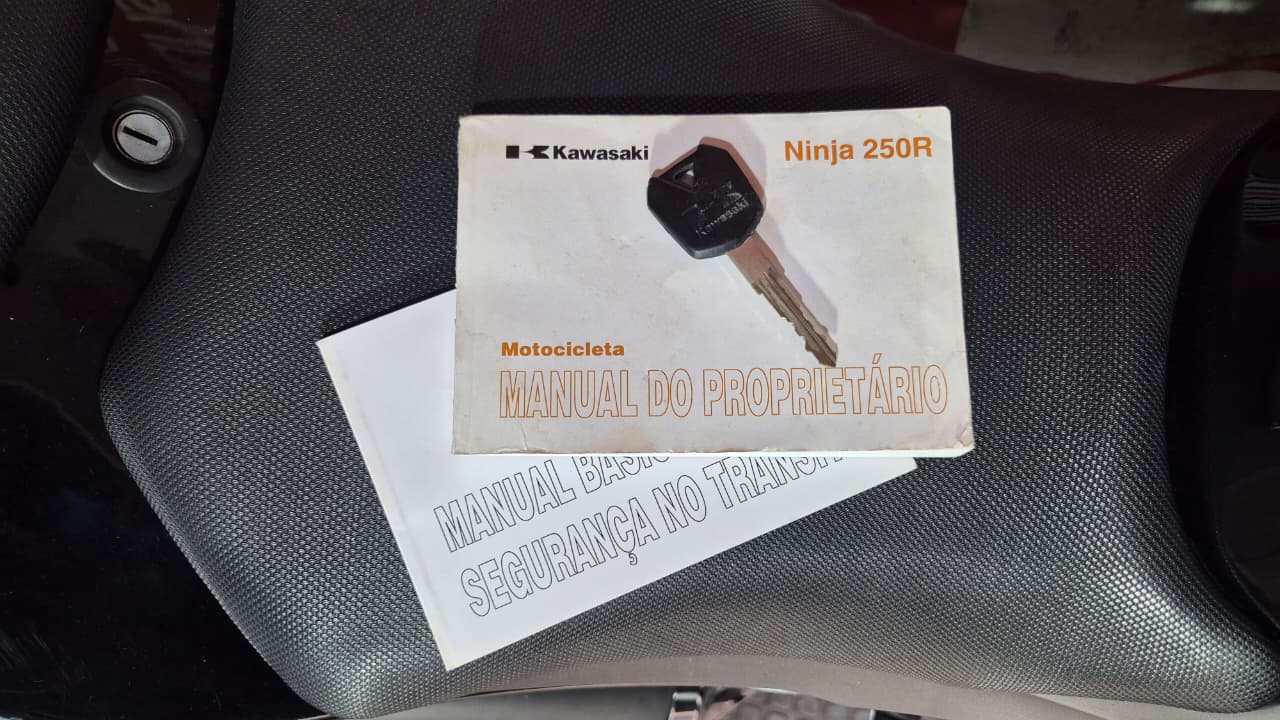 Kawasaki
Ninja 250R
Kawasaki
Motocicleta
MANUAL DO PROPRIETÁRIO
MANUAL
SEGURANÇA NO